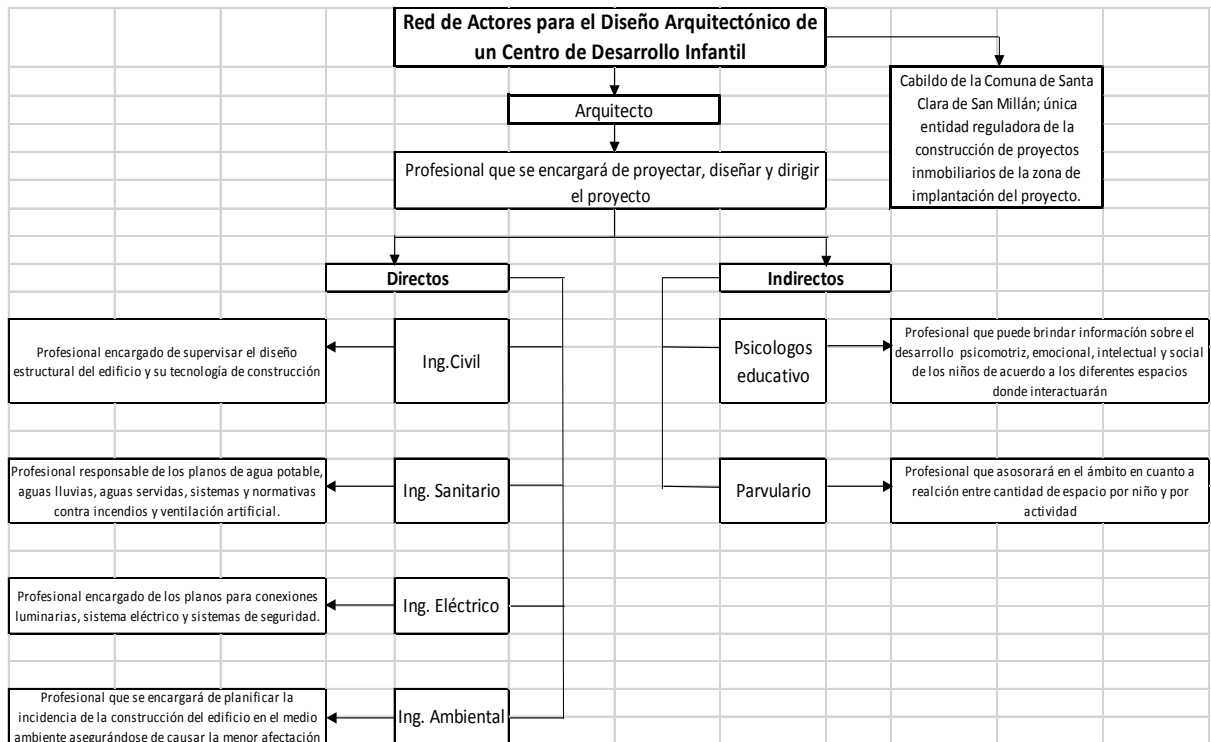 Red de Actores para el Diseño Arquitectónico de
un Centro de Desarrollo Infantil
Cabildo de la Comuna de Santa
Clara de San Millán; única
entidad reguladora de la
construcción de proyectos
inmobiliarios de la zona de
implantación del proyecto.
Arquitecto
Profesional que se encargará de proyectar, diseñar y dirigir
el proyecto
Directos
Indirectos
Profesional encargado de supervisar el diseño
estructural del edificio y su tecnología de construcción
Ing.Civil
Psicologos
educativo
Profesional que puede brindar información sobre el
desarrollo psicomotriz, emocional, intelectual y social
de los niños de acuerdo a los diferentes espacios
donde interactuarán
Profesional responsable de los planos de agua potable,
aguas lluvias, aguas servidas, sistemas y normativas
contra incendios y ventilación artificial.
Ing. Sanitario
Parvulario
Profesional que asosorará en el ámbito en cuanto a
realción entre cantidad de espacio por niño y por
actividad
Profesional encargado de los planos para conexiones
luminarias, sistema eléctrico y sistemas de seguridad.
Ing. Eléctrico
Profesional que se encargará de planificar la
incidencia de la construcción del edificio en el medio
ambiente asegurándose de causar la menor afectación
Ing. Ambiental